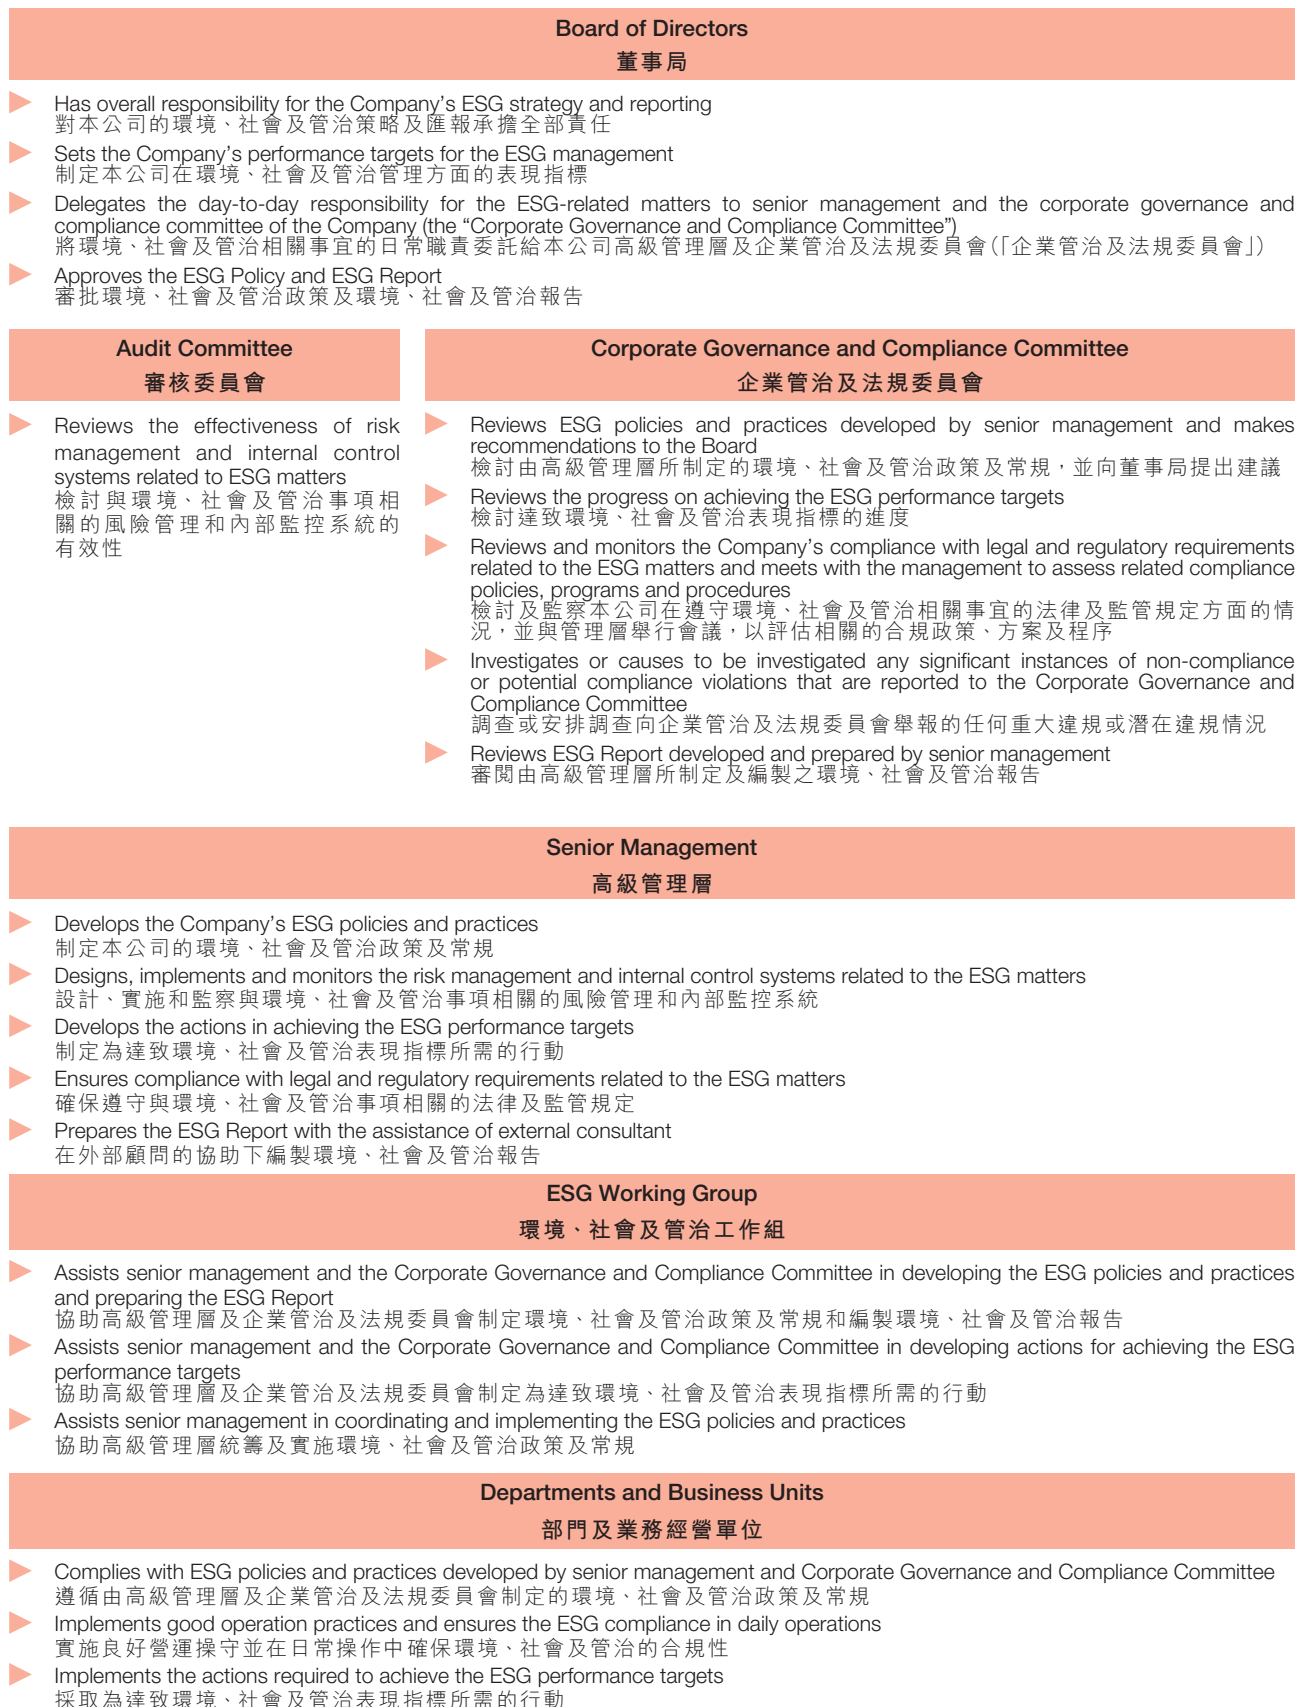 Board of Directors
董事局
Has overall responsibility for the Company’s ESG strategy and reporting
對本公司的環境、社會及管治策略及匯報承擔全部責任
Sets the Company’s performance targets for the ESG management
制定本公司在環境、社會及管治管理方面的表現指標
Delegates the day-to-day responsibility for the ESG-related matters to senior management and the corporate governance and
compliance committee of the Company (the “Corporate Governance and Compliance Committee”)
將環境、社會及管治相關事宜的日常職責委託給本公司高級管理層及企業管治及法規委員會(「企業管治及法規委員會」)
Approves the ESG Policy and ESG Report
審批環境、社會及管治政策及環境、社會及管治報告
Audit Committee
審核委員會
Reviews the effectiveness of risk
management and internal control
systems related to ESG matters
檢討與環境、社會及管治事項相
關的風險管理和內部監控系統的
有效性
Corporate Governance and Compliance Committee
企業管治及法規委員會
Reviews ESG policies and practices developed by senior management and makes
recommendations to the Board
檢討由高級管理層所制定的環境、社會及管治政策及常規，並向董事局提出建議
Reviews the progress on achieving the ESG performance targets
檢討達致環境、社會及管治表現指標的進度
Reviews and monitors the Company’s compliance with legal and regulatory requirements
related to the ESG matters and meets with the management to assess related compliance
policies, programs and procedures
檢討及監察本公司在遵守環境、社會及管治相關事宜的法律及監管規定方面的情
況，並與管理層舉行會議，以評估相關的合規政策、方案及程序
Investigates or causes to be investigated any significant instances of non-compliance
or potential compliance violations that are reported to the Corporate Governance and
Compliance Committee
調查或安排調查向企業管治及法規委員會舉報的任何重大違規或潛在違規情況
Reviews ESG Report developed and prepared by senior management
審閱由高級管理層所制定及編製之環境、社會及管治報告
Senior Management
高級管理層
Develops the Company’s ESG policies and practices
制定本公司的環境、社會及管治政策及常規
Designs, implements and monitors the risk management and internal control systems related to the ESG matters
設計、實施和監察與環境、社會及管治事項相關的風險管理和內部監控系統
Develops the actions in achieving the ESG performance targets
制定為達致環境、社會及管治表現指標所需的行動
Ensures compliance with legal and regulatory requirements related to the ESG matters
確保遵守與環境、社會及管治事項相關的法律及監管規定
Prepares the ESG Report with the assistance of external consultant
在外部顧問的協助下編製環境、社會及管治報告
ESG Working Group
環境、社會及管治工作組
Assists senior management and the Corporate Governance and Compliance Committee in developing the ESG policies and practices
and preparing the ESG Report
協助高級管理層及企業管治及法規委員會制定環境、社會及管治政策及常規和編製環境、社會及管治報告
Assists senior management and the Corporate Governance and Compliance Committee in developing actions for achieving the ESG
performance targets
協助高級管理層及企業管治及法規委員會制定為達致環境、社會及管治表現指標所需的行動
Assists senior management in coordinating and implementing the ESG policies and practices
協助高級管理層統籌及實施環境、社會及管治政策及常規
Departments and Business Units
部門及業務經營單位
Complies with ESG policies and practices developed by senior management and Corporate Governance and Compliance Committee
遵循由高級管理層及企業管治及法規委員會制定的環境、社會及管治政策及常規
Implements good operation practices and ensures the ESG compliance in daily operations
實施良好營運操守並在日常操作中確保環境、社會及管治的合規性
Implements the actions required to achieve the ESG performance targets
採取為達致環境、社會及管治表現指標所需的行動